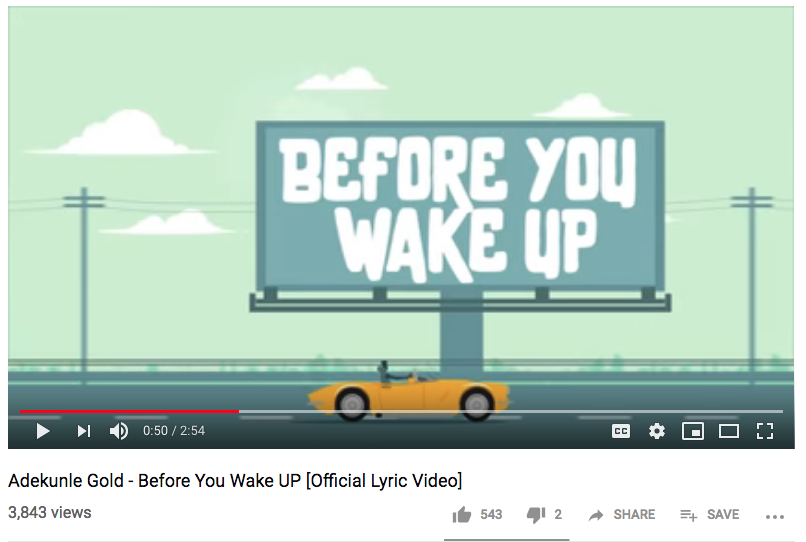 BEFORE YOU
WAKE UP
0:50 / 2:54
CC
Adekunle Gold - Before You Wake UP [Official Lyric Video]
3,843 views
543
2
SHARE
SAVE